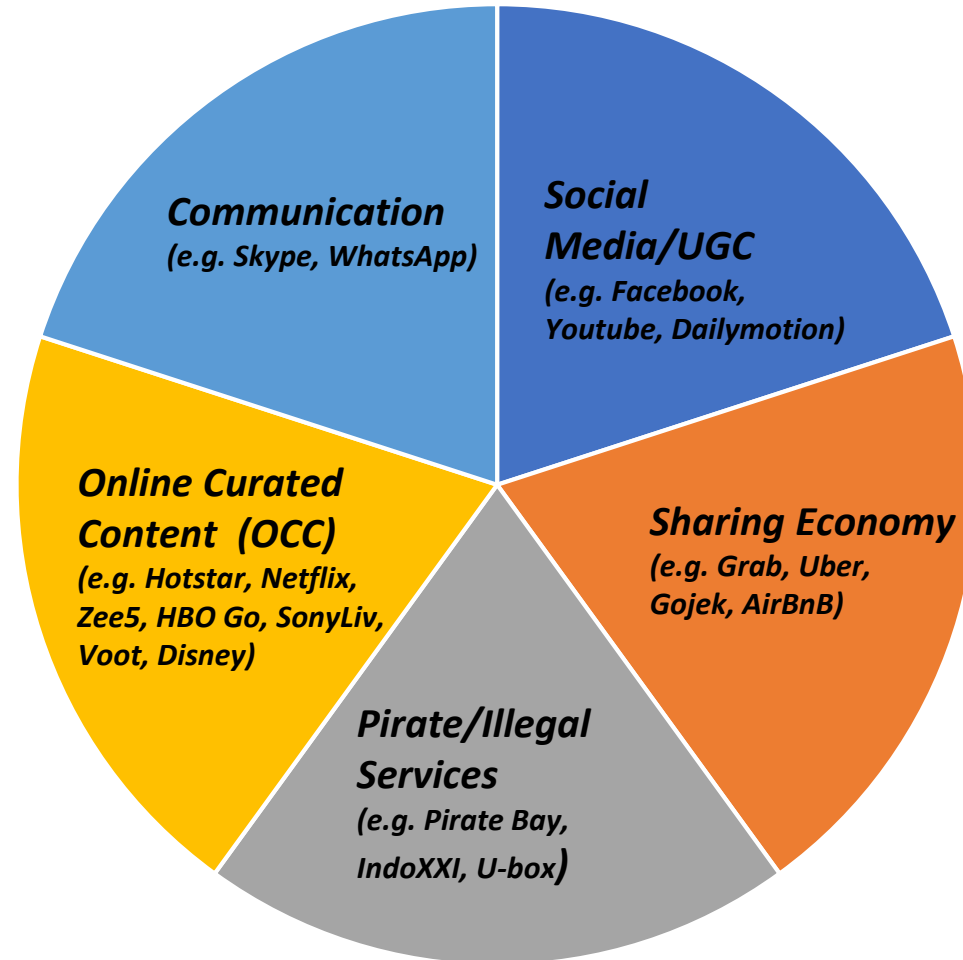 Communication
(e.g. Skype, WhatsApp)
Social
Media/UGC
(e.g. Facebook,
Youtube, Dailymotion)
Online Curated
Content (OCC)
(e.g. Hotstar, Netflix,
Zee5, HBO Go, SonyLiv,
Voot, Disney)
Sharing Economy
(e.g. Grab, Uber,
Gojek, AirBnB)
Pirate/Illegal
Services
(e.g. Pirate Bay,
IndoXXI, U-box)